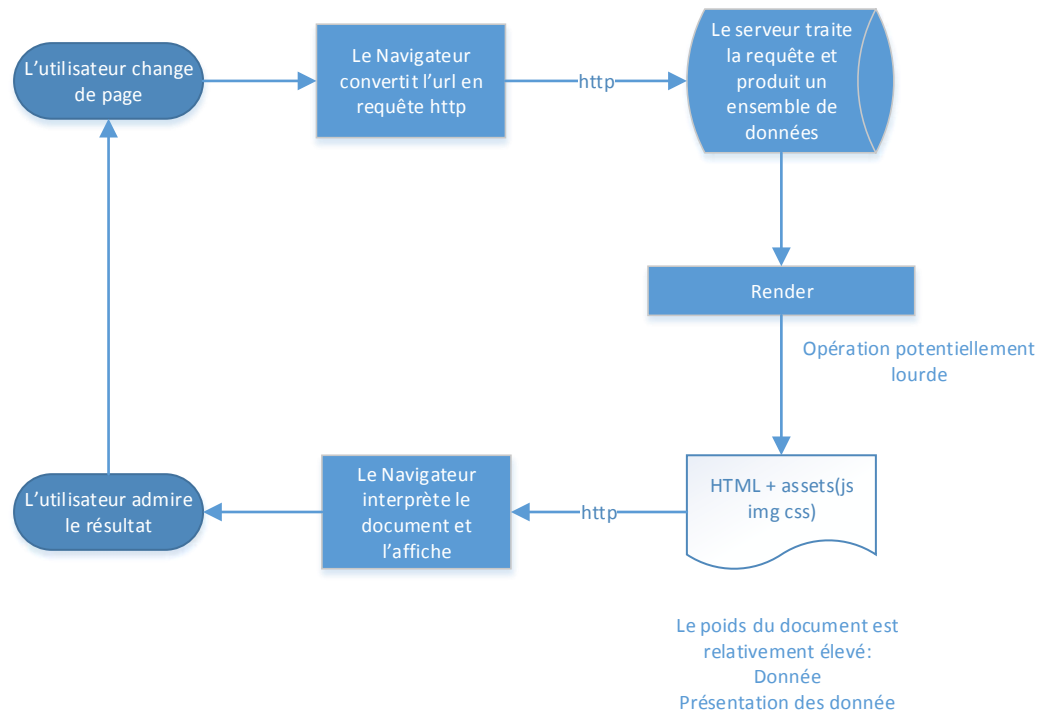 L'utilisateur change
de page
Le Navigateur
convertit l'url en
requête http
http
Le serveur traite
la requête et
produit un
ensemble de
données
Render
Opération potentiellement
lourde
HTML + assets(js
img css)
http
Le Navigateur
interprète le
document et
l'affiche
L'utilisateur admire
le résultat
Le poids du document est
relativement élevé:
Donnée
Présentation des donnée